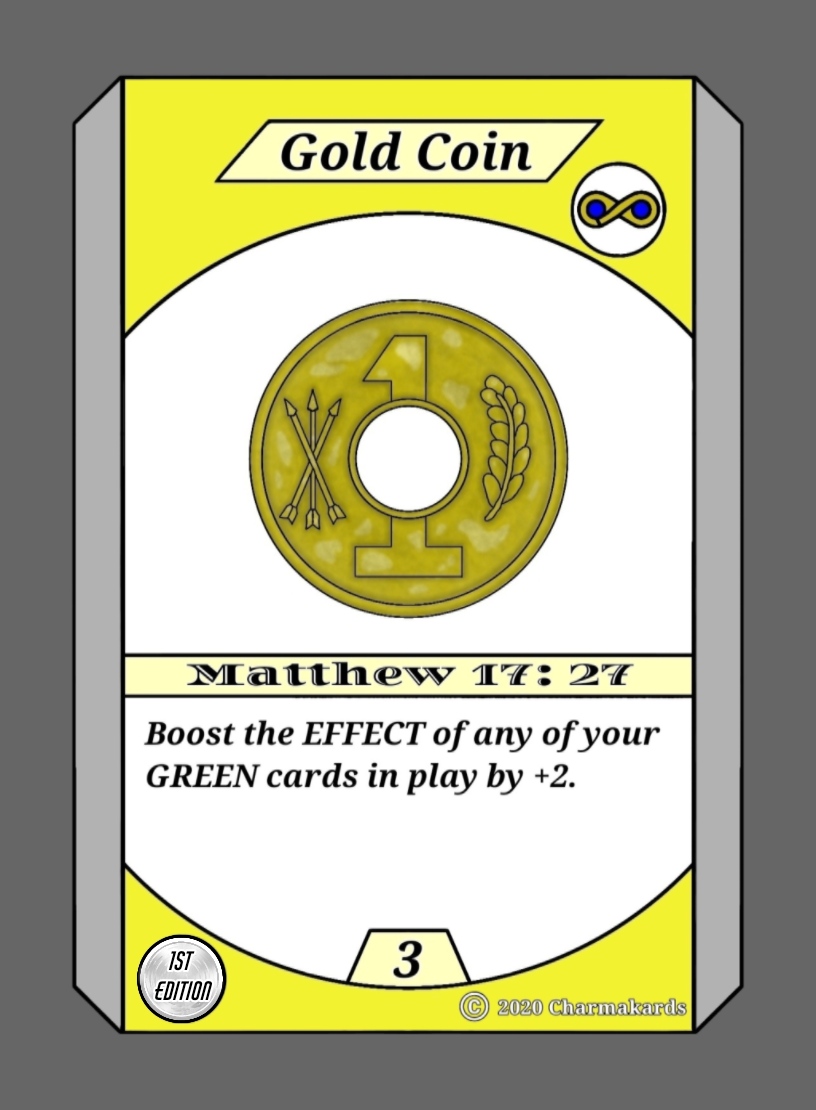 Gold Coin
1
Matthew 17: 27
Boost the EFFECT of any of your
GREEN cards in play by +2.
3
1ST
EDITION
© 2020 Charmakards